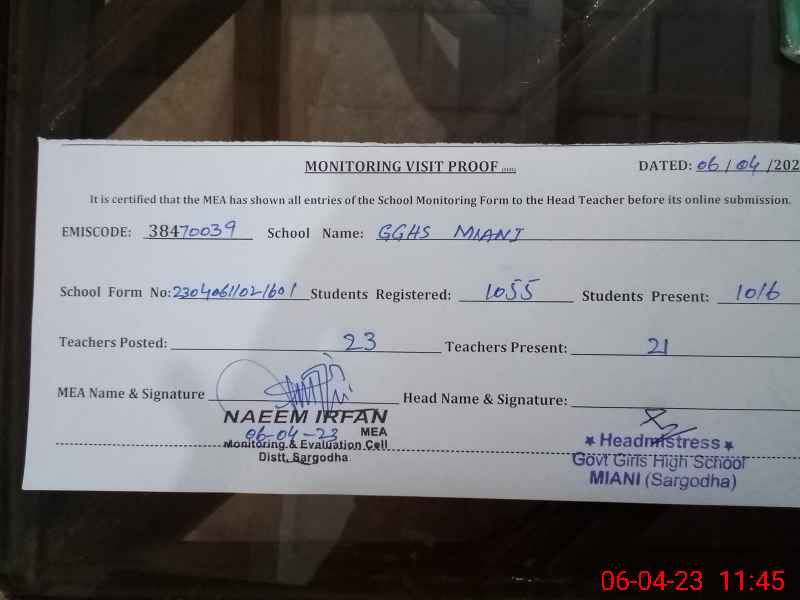 MONITORING VISIT PROOF
DATED: 06/04/202
It is certified that the MEA has shown all entries of the School Monitoring Form to the Head Teacher before its online submission.
EMISCODE: 38470039 School Name: GGHS MIANI
School Form No: Students Registered: 1055 Students Present: 1016
Teachers Posted: 23 Teachers Present: 21
MEA Name & Signature Head Name & Signature:
NAEEM IRFAN
06-04-23 MEA
Monitoring & Evaluation Cell
Distt, Sargodha
★ Headmistress ★
Govt Girls High School
MIANI (Sargodha)
06-04-23 11:45